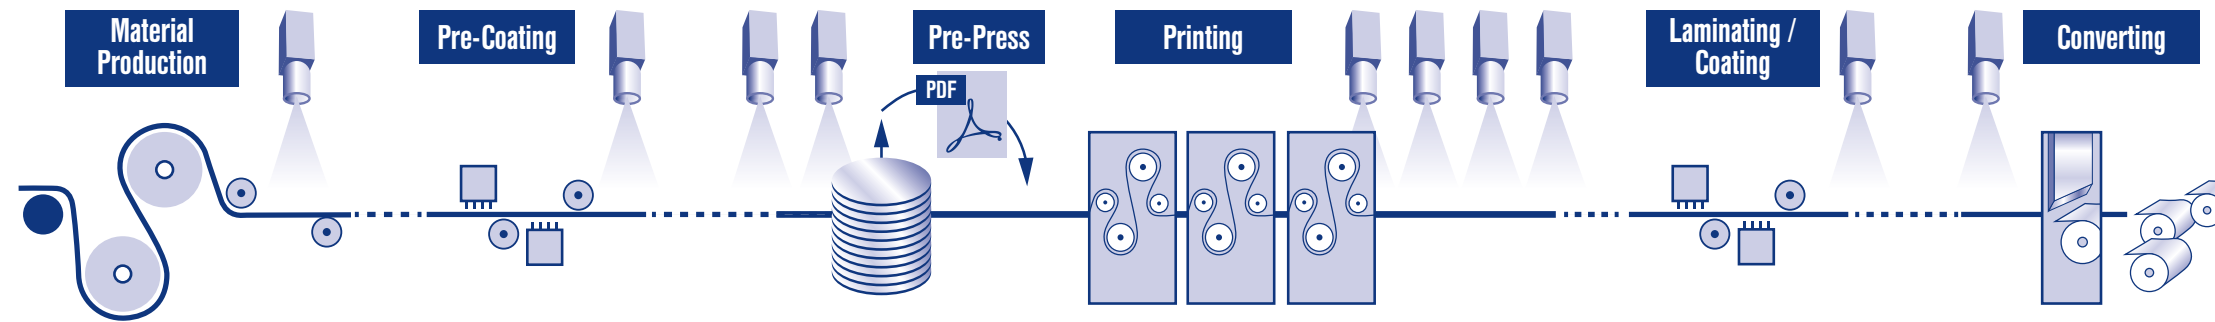 Material
Production
Pre-Coating
Pre-Press
PDF
Printing
Laminating /
Coating
Converting